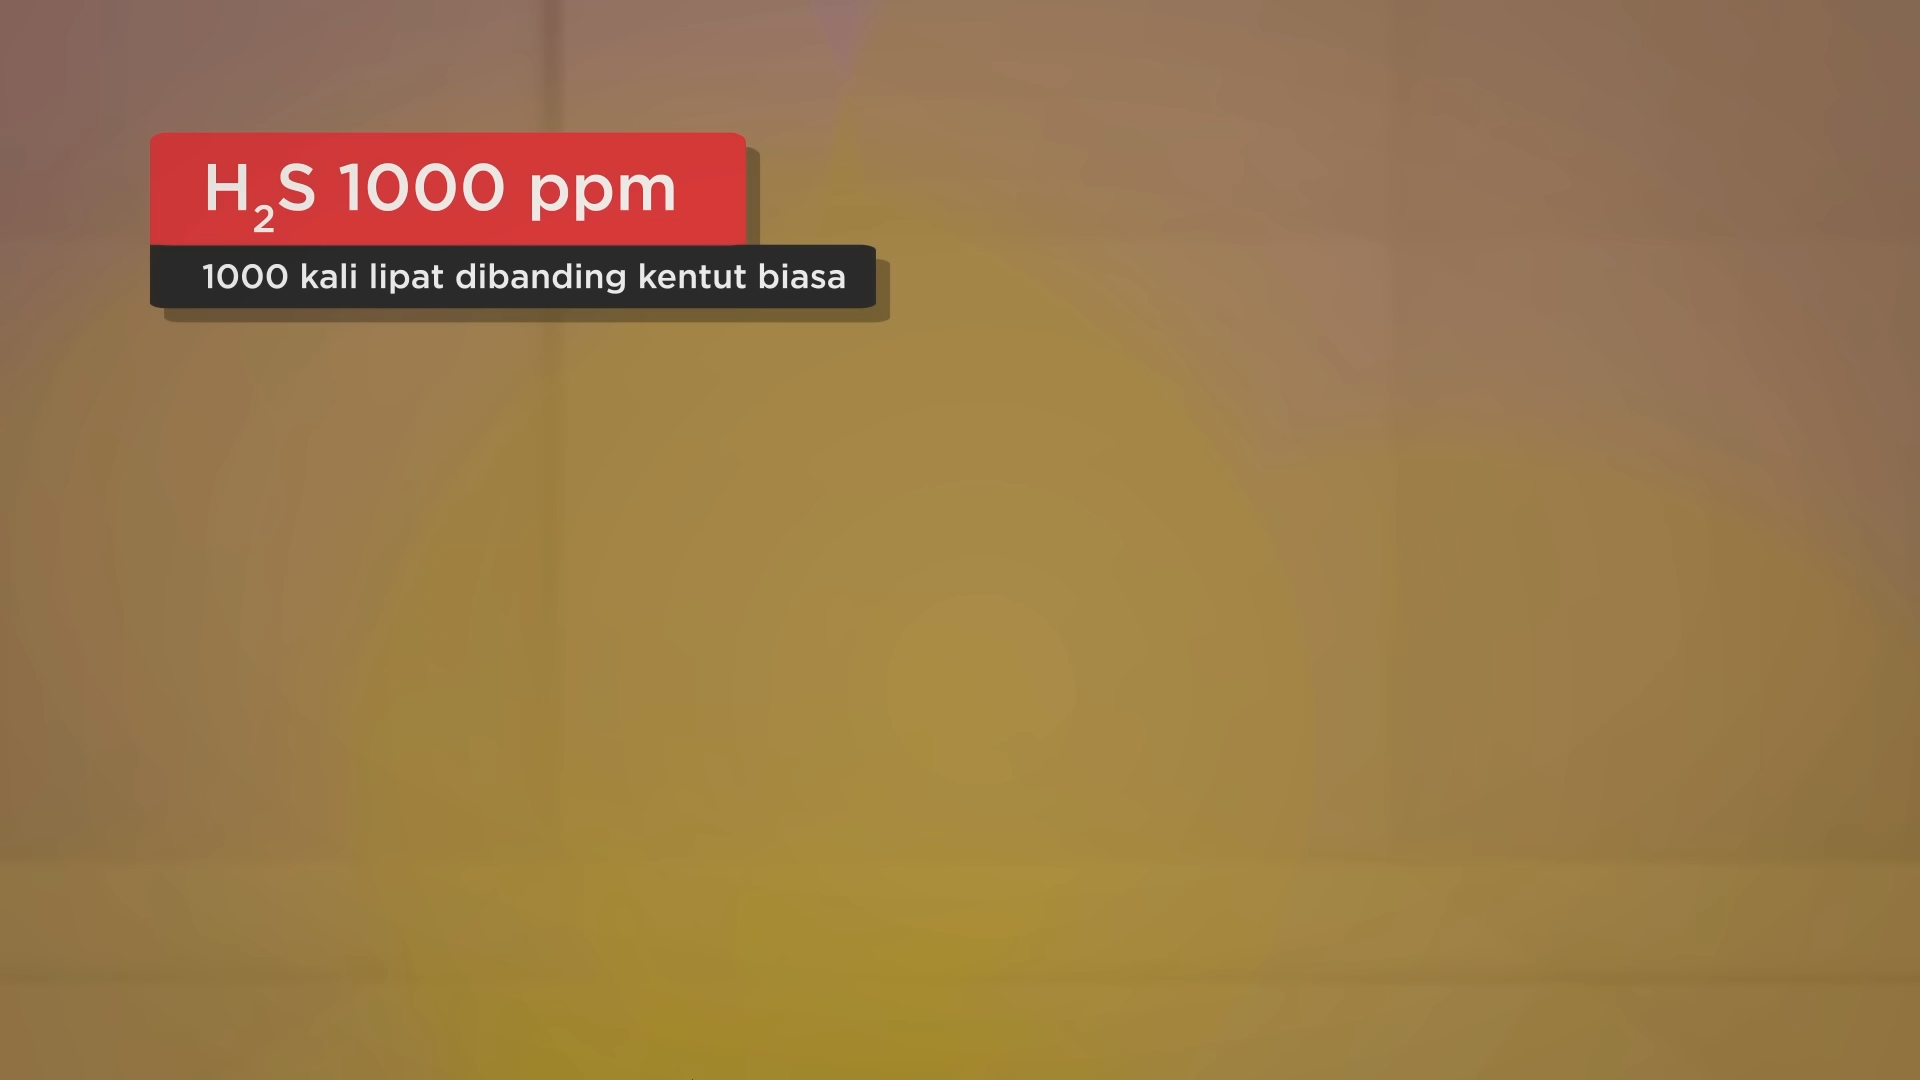 H₂S 1000 ppm
1000 kali lipat dibanding kentut biasa